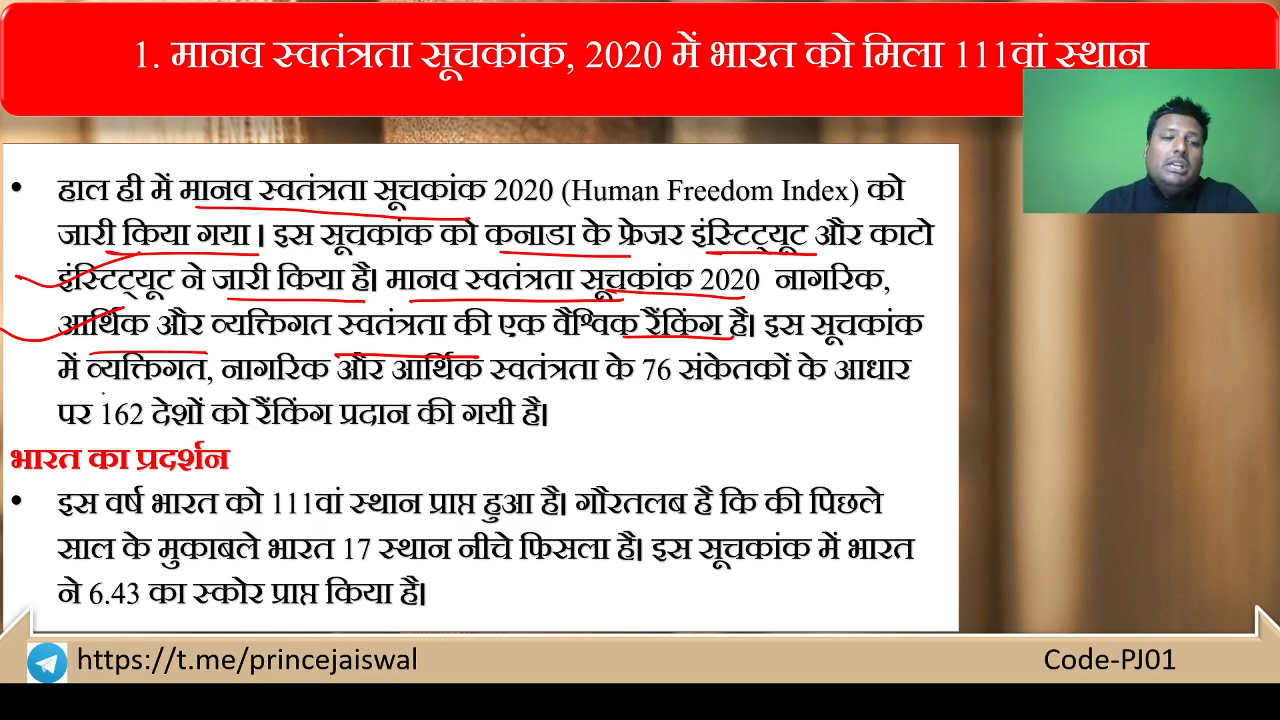 1. मानव स्वतंत्रता सूचकांक, 2020 में भारत को मिला 111वां स्थान
• हाल ही में मानव स्वतंत्रता सूचकांक 2020 (Human Freedom Index) को
जारी किया गया । इस सूचकांक को कनाडा के फ्रेजर इंस्टिट्यूट और काटो
इंस्टिट्यूट ने जारी किया है। मानव स्वतंत्रता सूचकांक 2020 नागरिक,
आर्थिक और व्यक्तिगत स्वतंत्रता की एक वैश्विक रैंकिंग है। इस सूचकांक
में व्यक्तिगत, नागरिक और आर्थिक स्वतंत्रता के 76 संकेतकों के आधार
पर 162 देशों को रैंकिंग प्रदान की गयी है।
भारत का प्रदर्शन
• इस वर्ष भारत को 111वां स्थान प्राप्त हुआ है। गौरतलब है कि की पिछले
साल के मुकाबले भारत 17 स्थान नीचे फिसला है। इस सूचकांक में भारत
ने 6.43 का स्कोर प्राप्त किया है।
https://t.me/princejaiswal
Code-PJ01